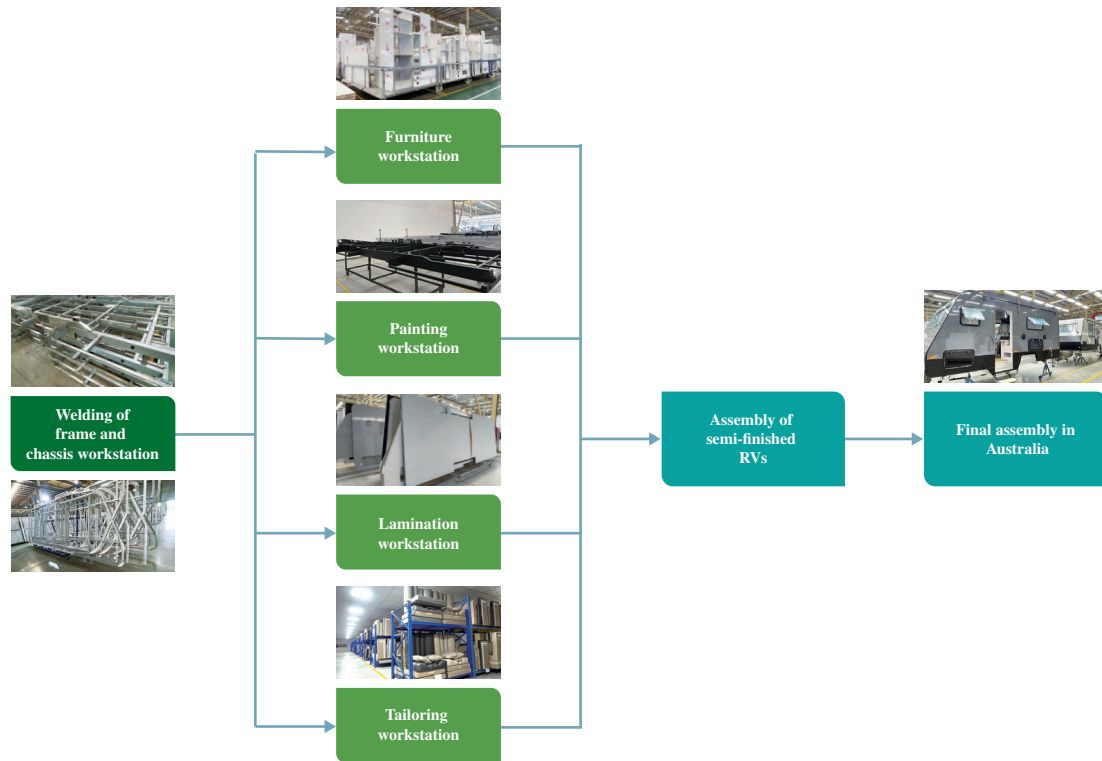 Furniture
workstation
Painting
workstation
Welding of
frame and
chassis workstation
Lamination
workstation
Tailoring
workstation
Assembly of
semi-finished
RVs
Final assembly in
Australia